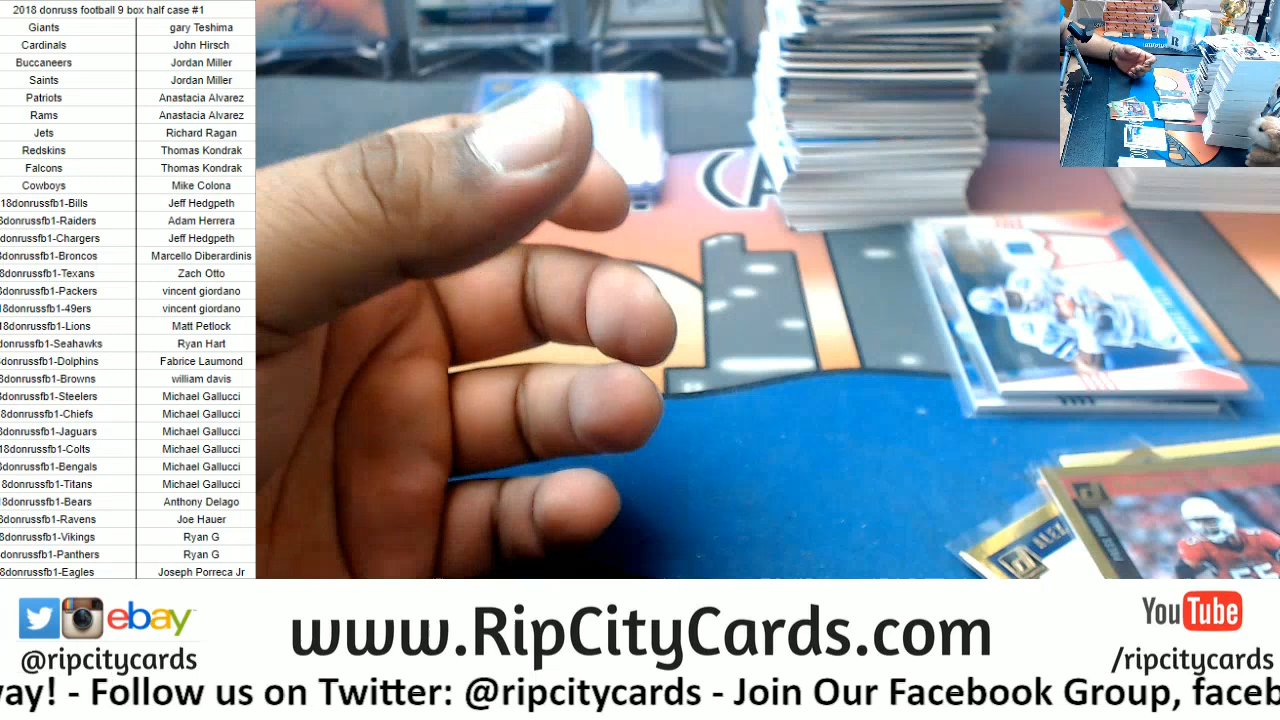 2018 donruss football 9 box half case #1
Giants gary Teshima
Cardinals John Hirsch
Buccaneers Jordan Miller
Saints Jordan Miller
Patriots Anastacia Alvarez
Rams Anastacia Alvarez
Jets Richard Ragan
Redskins Thomas Kondrak
Falcons Thomas Kondrak
Cowboys Mike Colona
18donrussfb1-Bills Jeff Hedgpeth
8donrussfb1-Raiders Adam Herrera
donrussfb1-Chargers Jeff Hedgpeth
8donrussfb1-Broncos Marcello Diberardinis
8donrussfb1-Texans Zach Otto
8donrussfb1-Packers vincent giordano
18donrussfb1-49ers vincent giordano
18donrussfb1-Lions Matt Petlock
donrussfb1-Seahawks Ryan Hart
donrussfb1-Dolphins Fabrice Laumond
8donrussfb1-Browns william davis
8donrussfb1-Steelers Michael Gallucci
8donrussfb1-Chiefs Michael Gallucci
8donrussfb1-Jaguars Michael Gallucci
18donrussfb1-Colts Michael Gallucci
8donrussfb1-Bengals Michael Gallucci
18donrussfb1-Titans Michael Gallucci
18donrussfb1-Bears Anthony Delago
8donrussfb1-Ravens Joe Hauer
8donrussfb1-Vikings Ryan G
donrussfb1-Panthers Ryan G
8donrussfb1-Eagles Joseph Porreca Jr
ebay
@ripcitycards
www.RipCityCards.com
YouTube
/ripcitycards
way! - Follow us on Twitter: @ripcitycards - Join Our Facebook Group, faceb